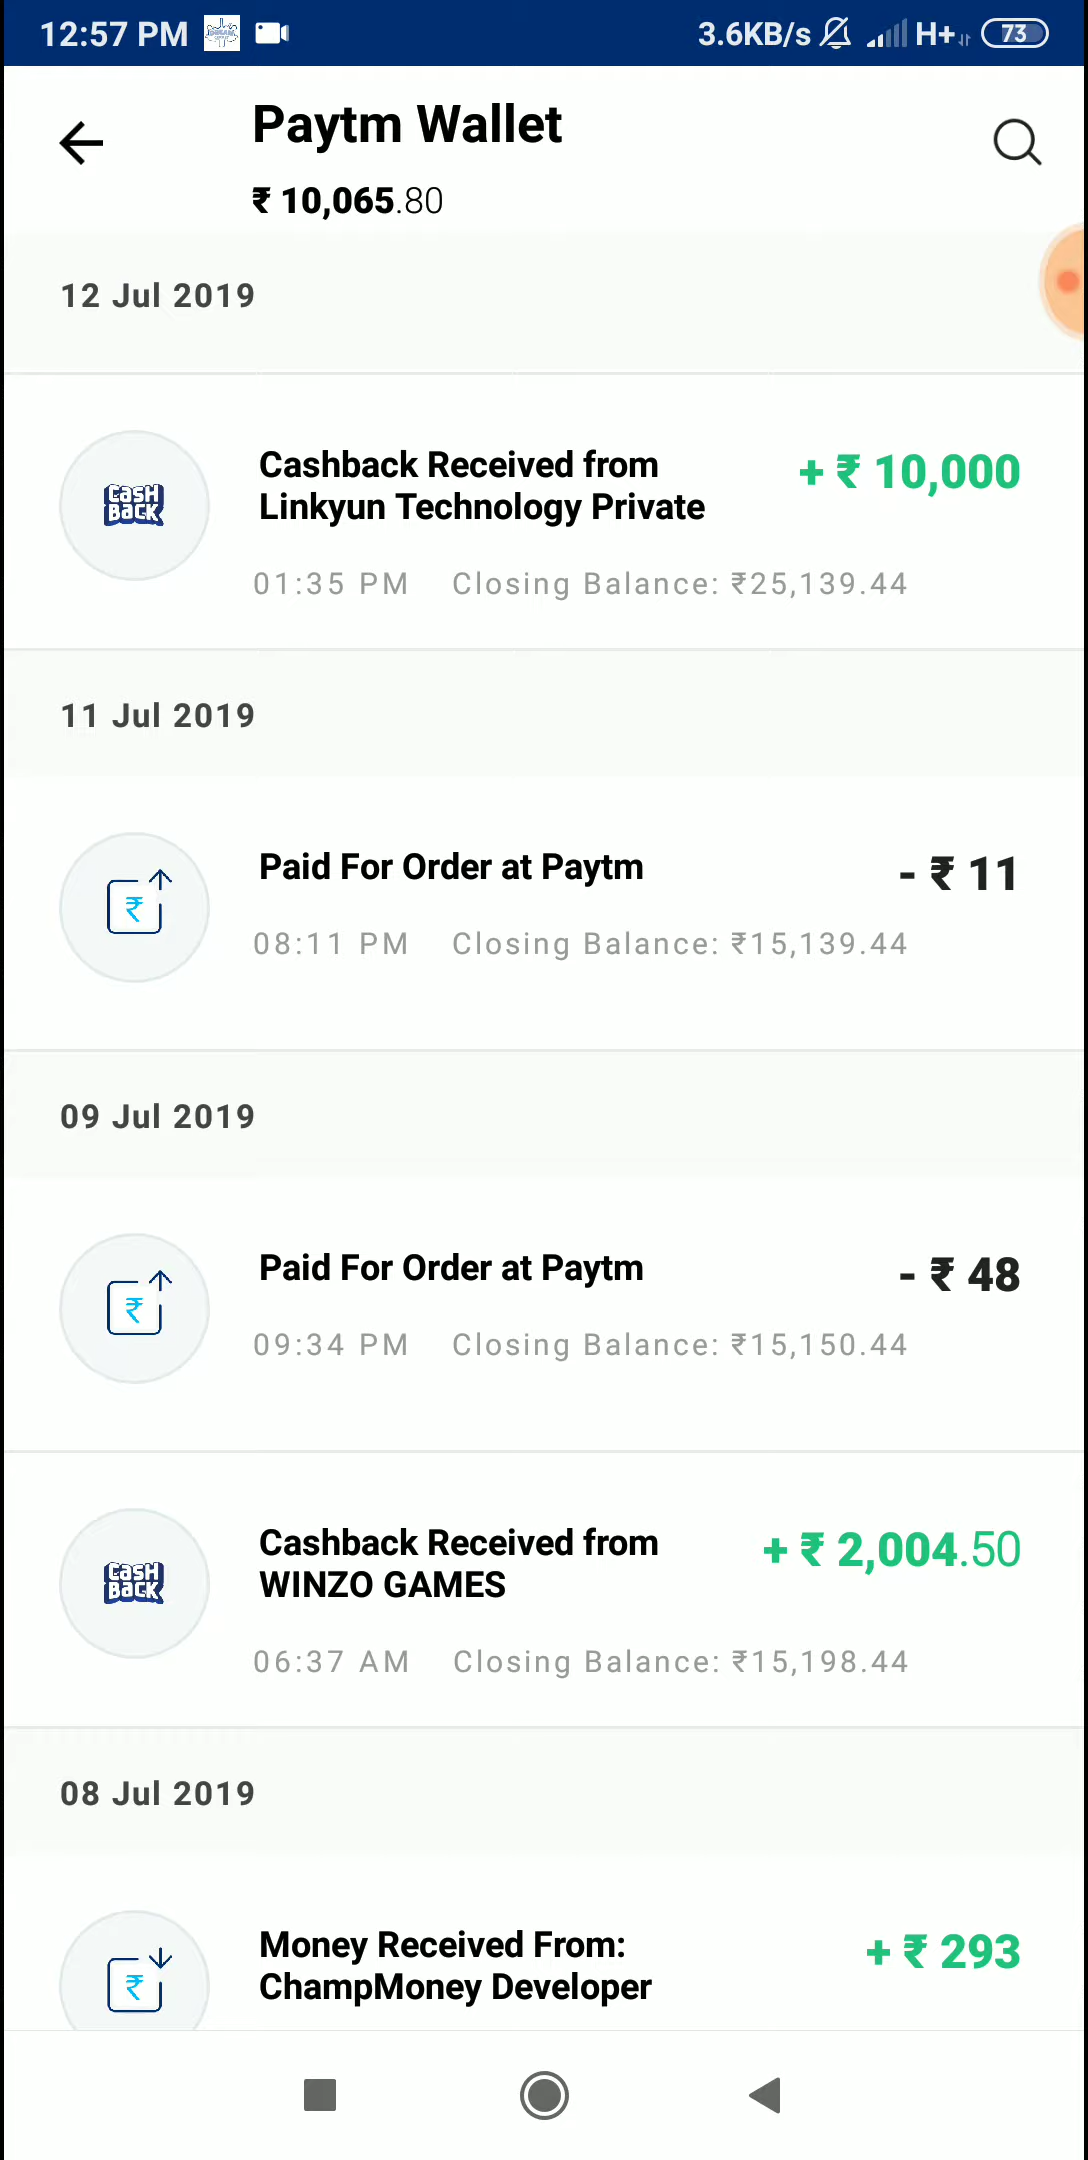 12:57 PM 3.6KB/s H+ 73
Paytm Wallet
₹ 10,065.80
12 Jul 2019
Cashback Received from + ₹ 10,000
Linkyun Technology Private
CASH
BACK
01:35 PM Closing Balance: ₹25,139.44
11 Jul 2019
Paid For Order at Paytm - ₹ 11
₹
08:11 PM Closing Balance: ₹15,139.44
09 Jul 2019
Paid For Order at Paytm - ₹ 48
₹
09:34 PM Closing Balance: ₹15,150.44
Cashback Received from + ₹ 2,004.50
WINZO GAMES
CASH
BACK
06:37 AM Closing Balance: ₹15,198.44
08 Jul 2019
Money Received From: + ₹ 293
ChampMoney Developer
₹